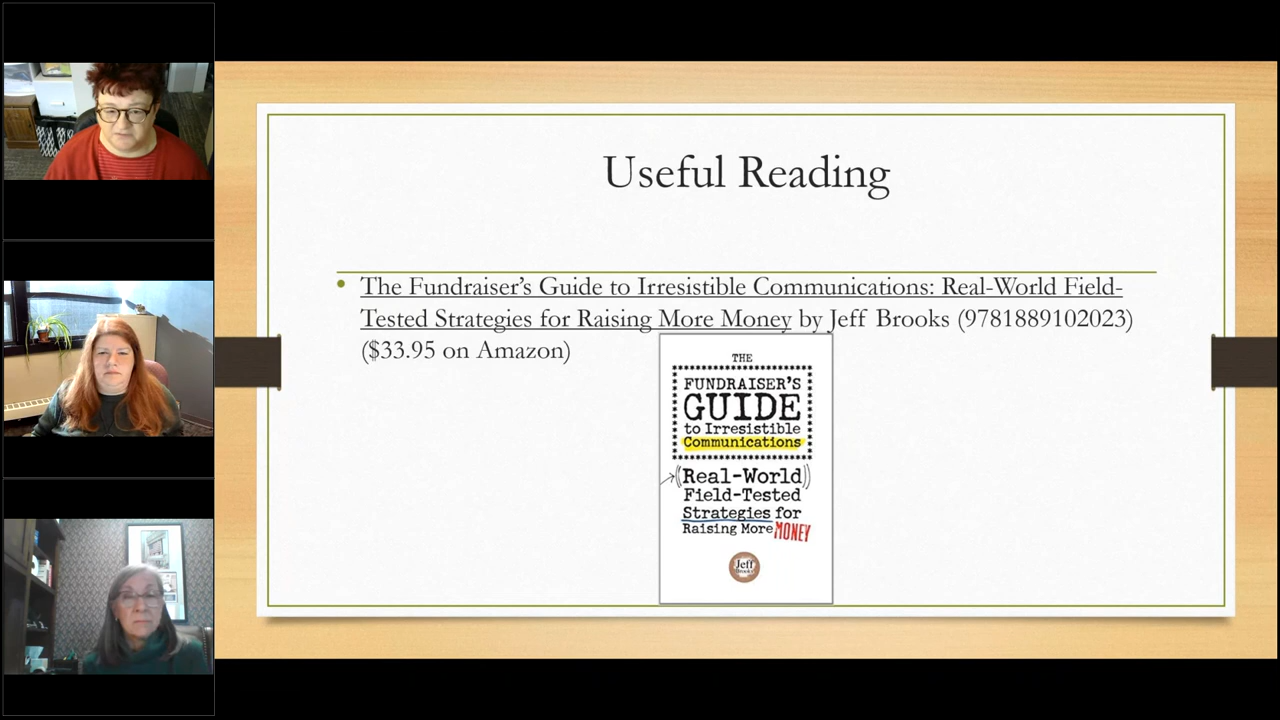 Useful Reading
• The Fundraiser’s Guide to Irresistible Communications: Real-World Field-
Tested Strategies for Raising More Money by Jeff Brooks (9781889102023)
($33.95 on Amazon)
THE
FUNDRAISER'S
GUIDE
to Irresistible
Communications
Real-World
Field-Tested
Strategies for
Raising More MONEY
Jeff
Brooks